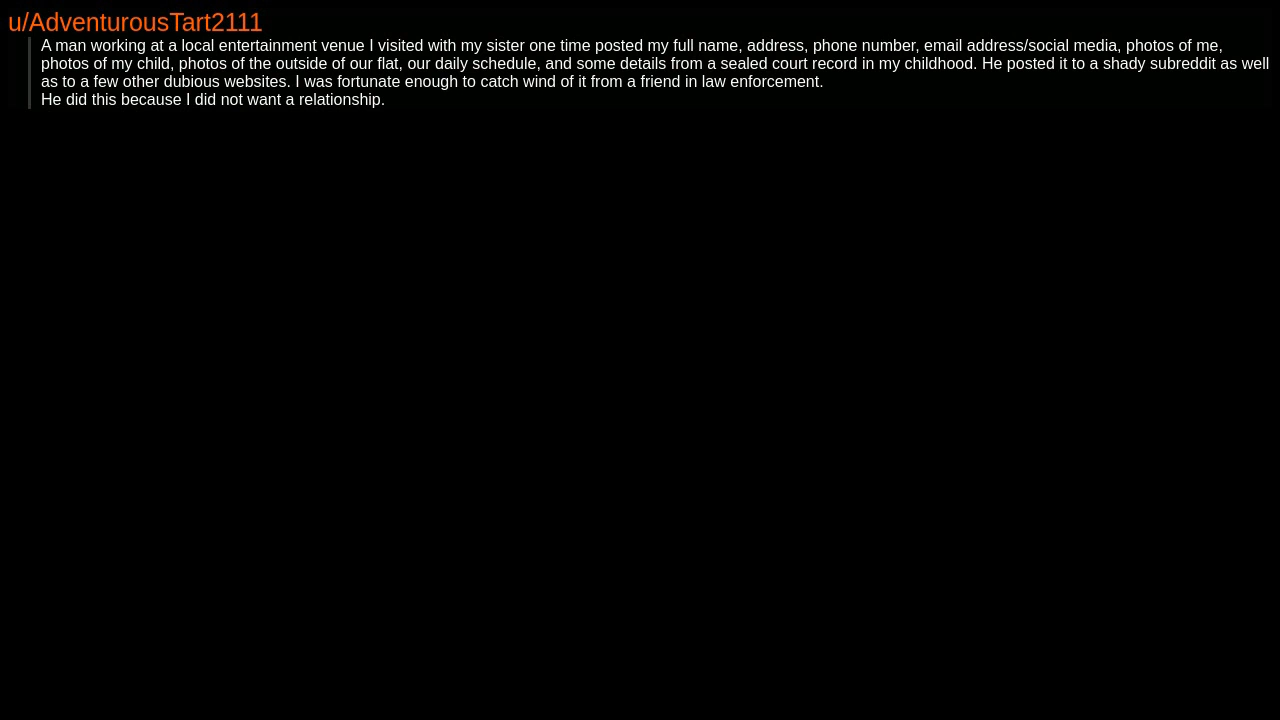 u/AdventurousTart2111
A man working at a local entertainment venue I visited with my sister one time posted my full name, address, phone number, email address/social media, photos of me,
photos of my child, photos of the outside of our flat, our daily schedule, and some details from a sealed court record in my childhood. He posted it to a shady subreddit as well
as to a few other dubious websites. I was fortunate enough to catch wind of it from a friend in law enforcement.
He did this because I did not want a relationship.